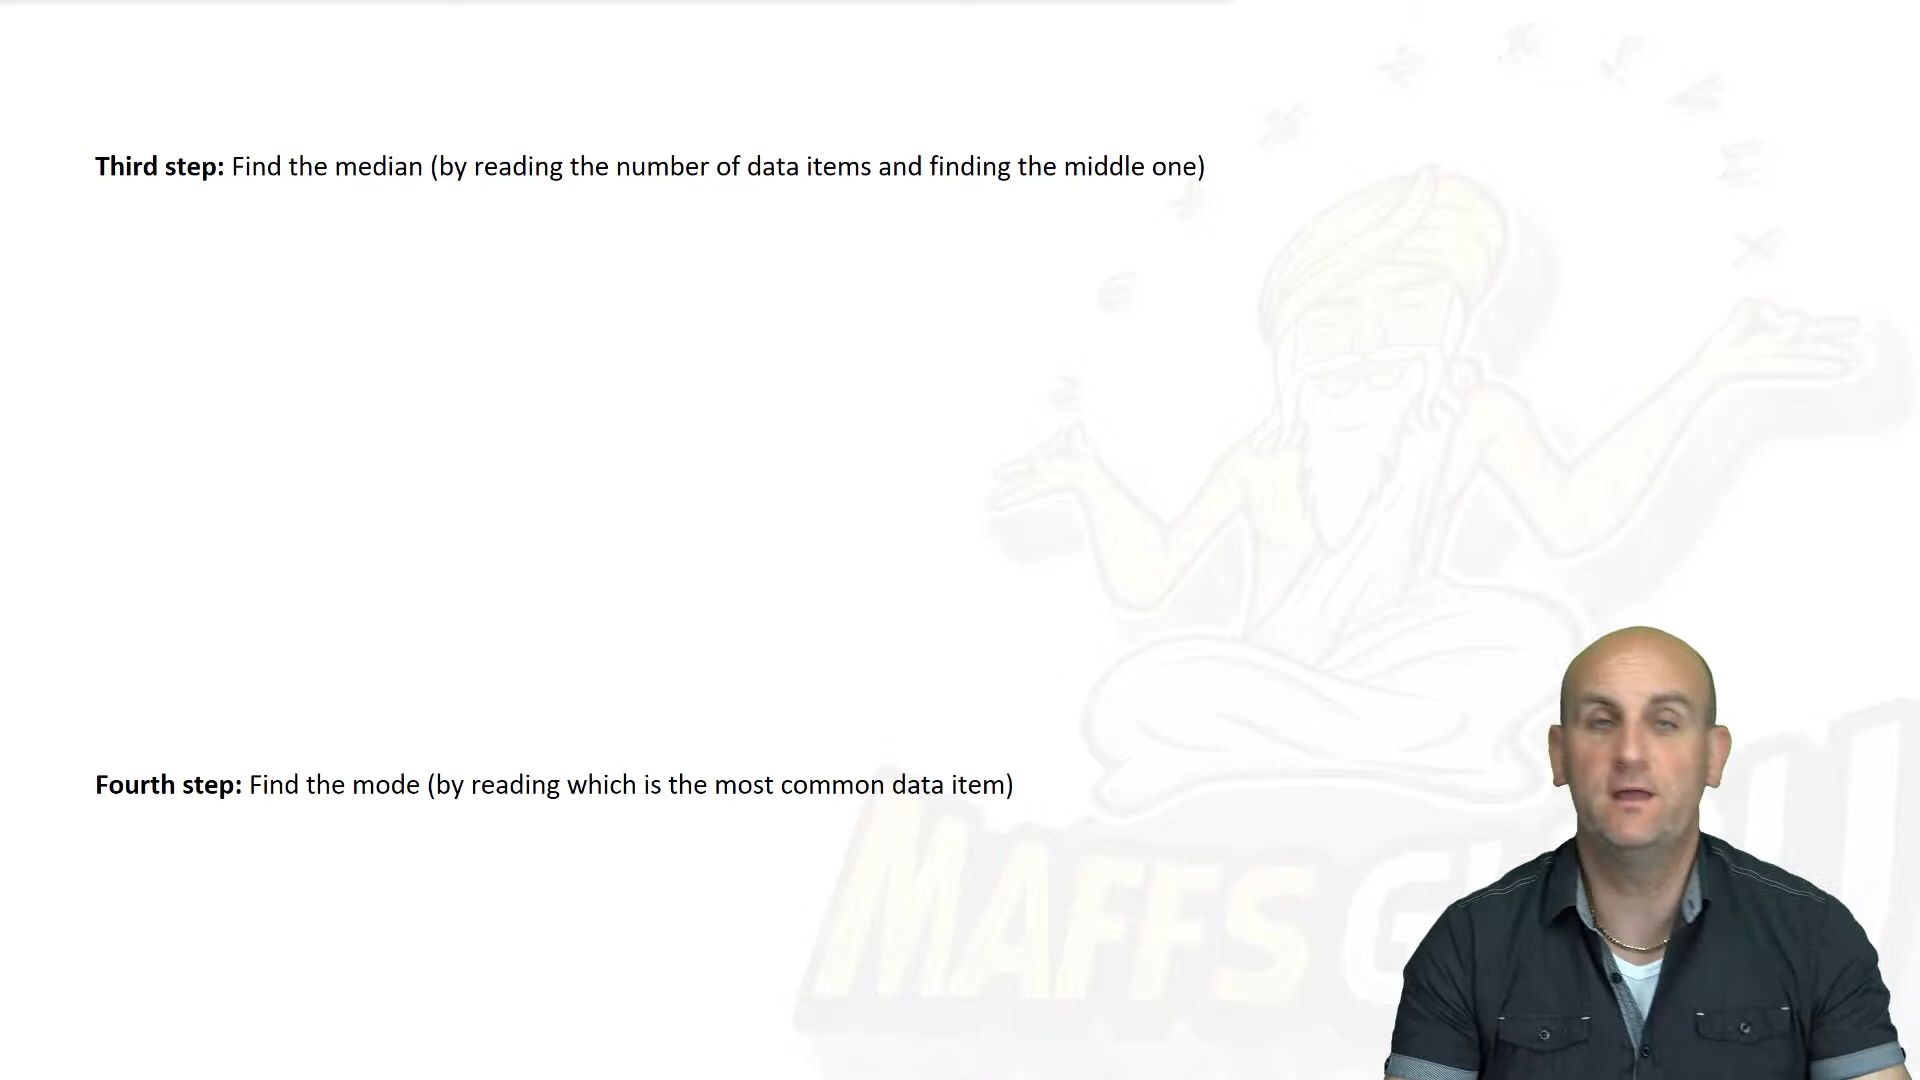 Third step: Find the median (by reading the number of data items and finding the middle one)
Fourth step: Find the mode (by reading which is the most common data item)
MAFFS G